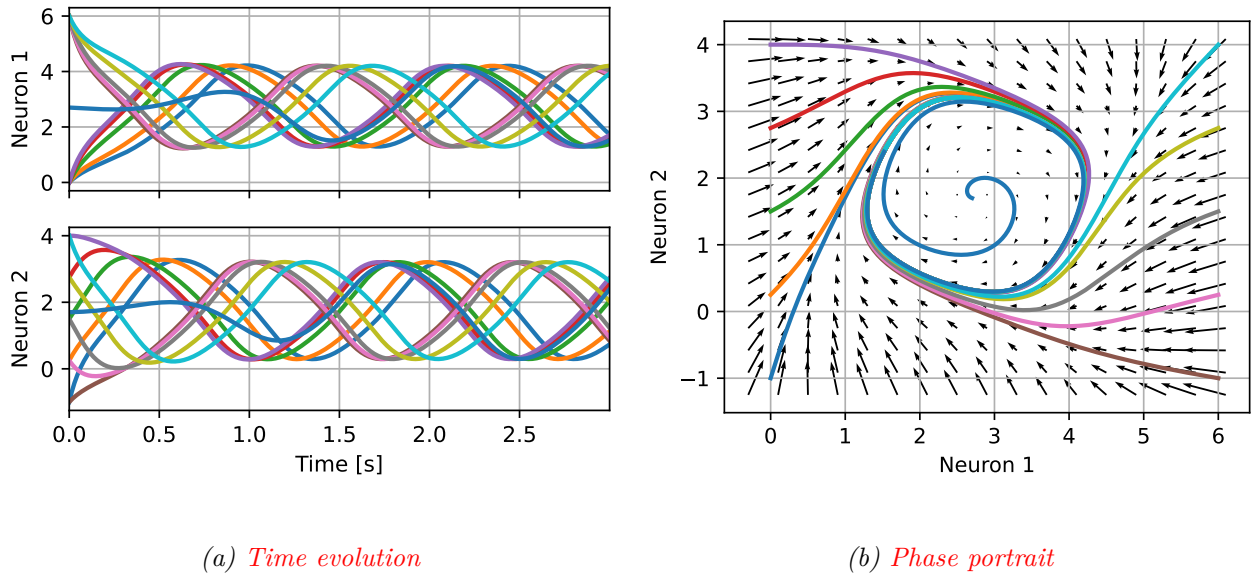 6
4
2
0
Neuron 1
4
2
0
Neuron 2
0.0 0.5 1.0 1.5 2.0 2.5
Time [s]
4
3
2
1
0
−1
Neuron 2
0 1 2 3 4 5 6
Neuron 1
(a) Time evolution
(b) Phase portrait